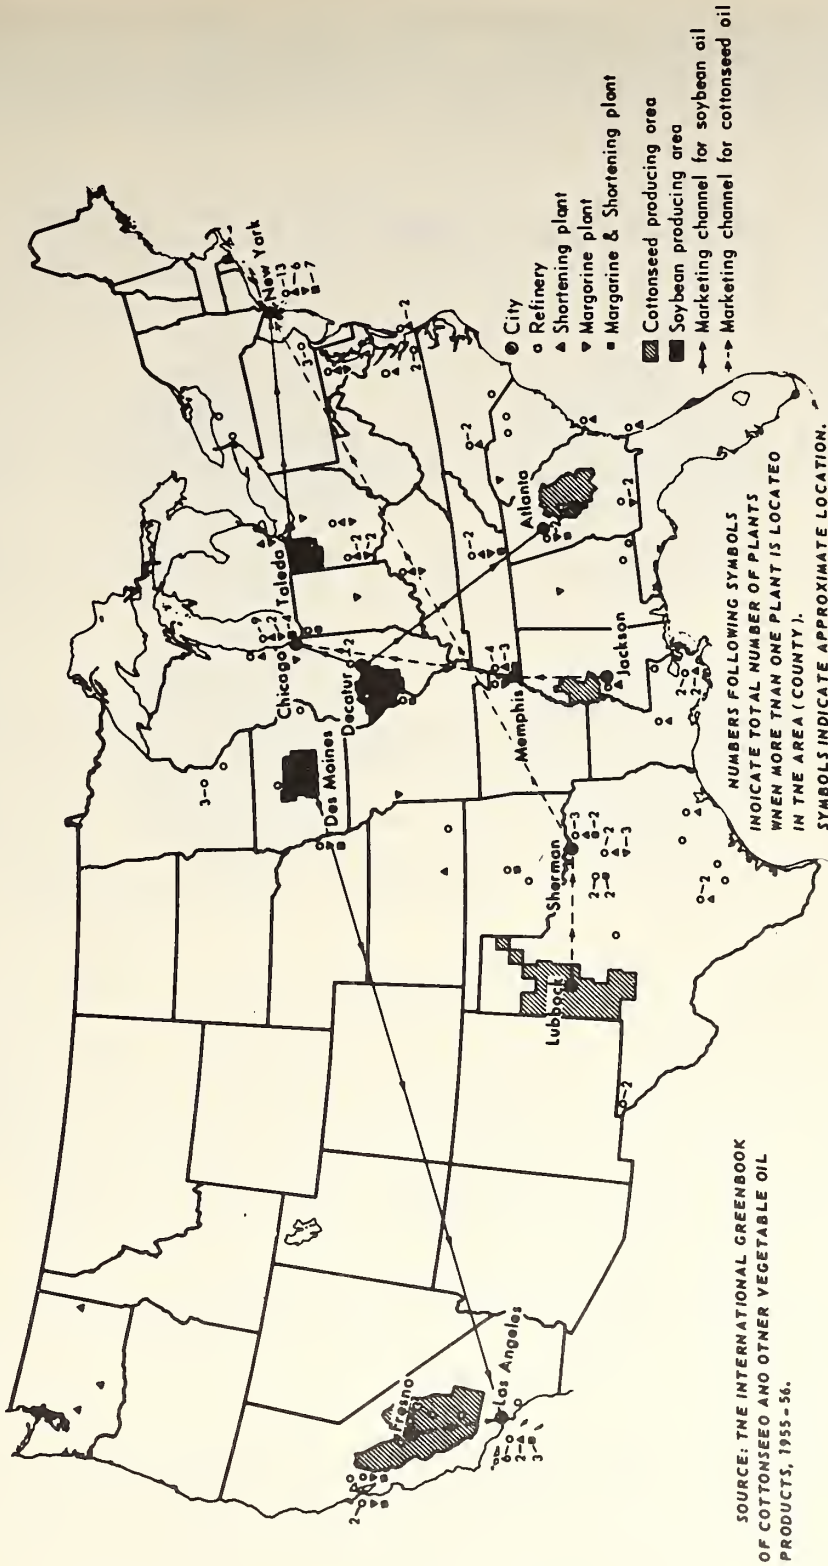 New York
○-13
▲-6
▼
■-7
● City
○ Refinery
▲ Shortening plant
▼ Margarine plant
■ Margarine & Shortening plant
Cottonseed producing area
Soybean producing area
Marketing channel for soybean oil
Marketing channel for cottonseed oil
Toledo
Chicago
Decatur
Des Moines
Atlanta
Memphis
Jackson
Sherman
Lubbock
Fresno
Los Angeles
NUMBERS FOLLOWING SYMBOLS
INDICATE TOTAL NUMBER OF PLANTS
WHEN MORE THAN ONE PLANT IS LOCATED
IN THE AREA (COUNTY).
SYMBOLS INDICATE APPROXIMATE LOCATION.
SOURCE: THE INTERNATIONAL GREENBOOK
OF COTTONSEED AND OTHER VEGETABLE OIL
PRODUCTS, 1955-56.